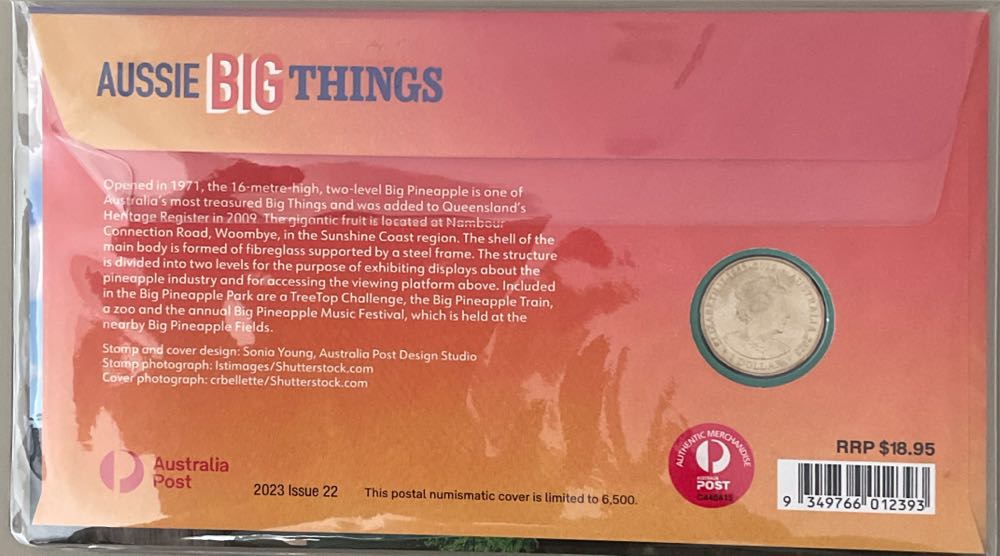 AUSSIE BIG THINGS
Opened in 1971, the 16-metre-high, two-level Big Pineapple is one of
Australia's most treasured Big Things and was added to Queensland's
Heritage Register in 2009. The gigantic fruit is located at Nambour
Connection Road, Woombye, in the Sunshine Coast region. The shell of the
main body is formed of fibreglass supported by a steel frame. The structure
is divided into two levels for the purpose of exhibiting displays about the
pineapple industry and for accessing the viewing platform above. Included
in the Big Pineapple Park are a TreeTop Challenge, the Big Pineapple Train,
a zoo and the annual Big Pineapple Music Festival, which is held at the
nearby Big Pineapple Fields.
Stamp and cover design: Sonia Young, Australia Post Design Studio
Stamp photograph: lstimages/Shutterstock.com
Cover photograph: crbellette/Shutterstock.com
Australia
Post
2023 Issue 22
This postal numismatic cover is limited to 6,500.
AUTHENTIC MERCHANDISE
AUSTRALIA
POST
RRP $18.95
9 349766 012393